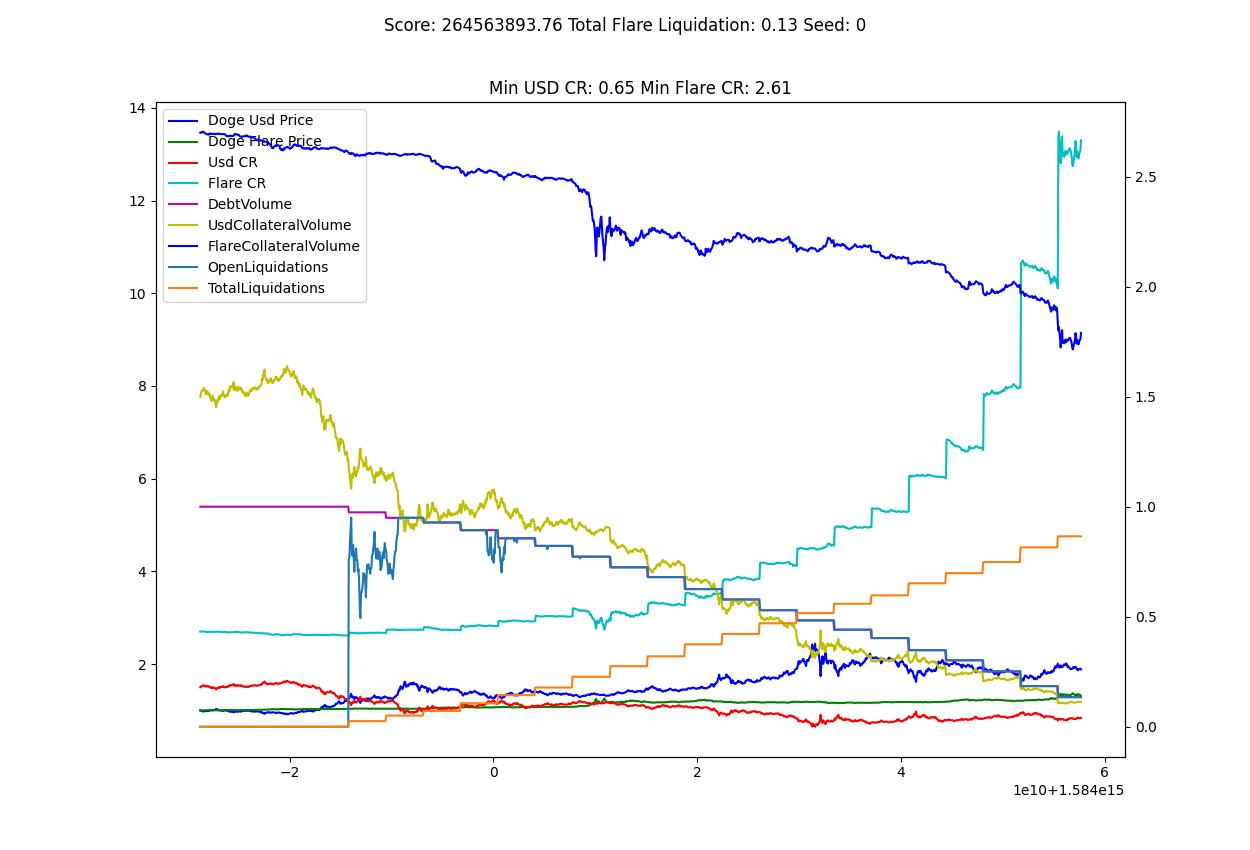 Score: 264563893.76 Total Flare Liquidation: 0.13 Seed: 0
Min USD CR: 0.65 Min Flare CR: 2.61
Doge Usd Price
Doge Flare Price
Usd CR
Flare CR
DebtVolume
UsdCollateralVolume
FlareCollateralVolume
OpenLiquidations
TotalLiquidations
14
12
10
8
6
4
2
2.5
2.0
1.5
1.0
0.5
0.0
−2 0 2 4 6
1e10+1.584e15